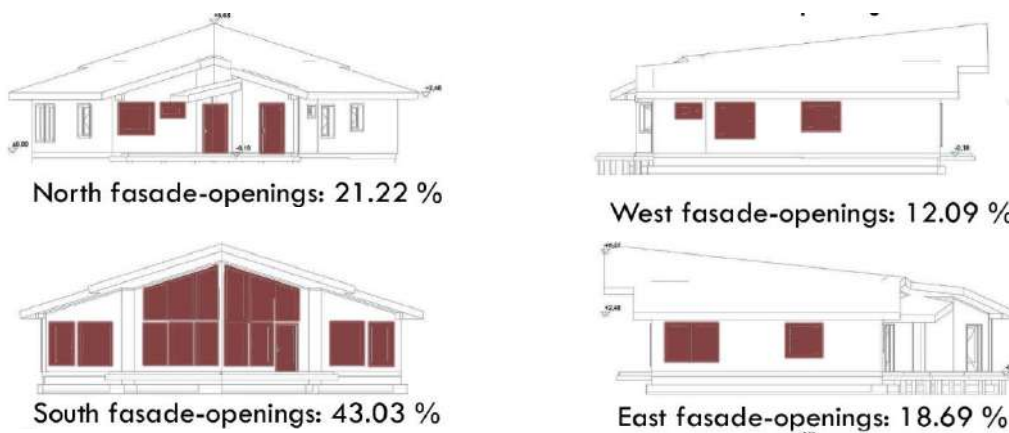 North fasade-openings: 21.22 %
West fasade-openings: 12.09 %
South fasade-openings: 43.03 %
East fasade-openings: 18.69 %